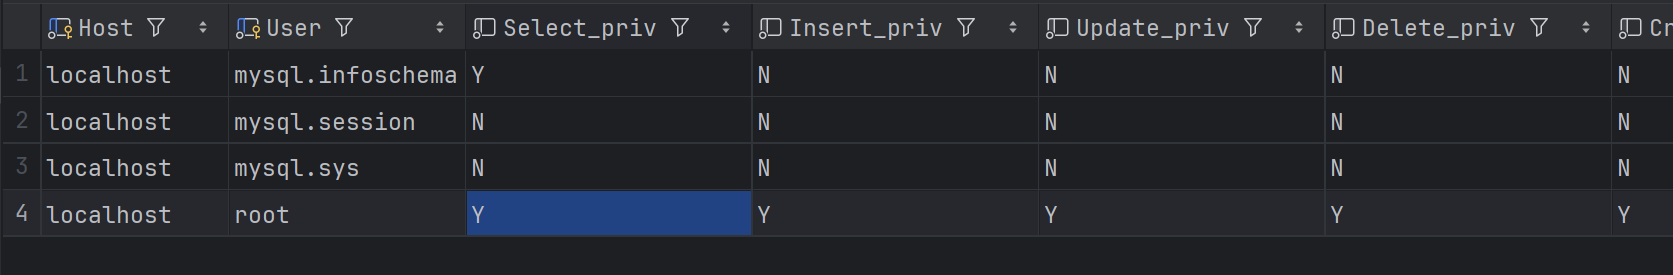 Host User Select_priv Insert_priv Update_priv Delete_priv Cr
1 localhost mysql.infoschema Y N N N N
2 localhost mysql.session N N N N N
3 localhost mysql.sys N N N N N
4 localhost root Y Y Y Y Y